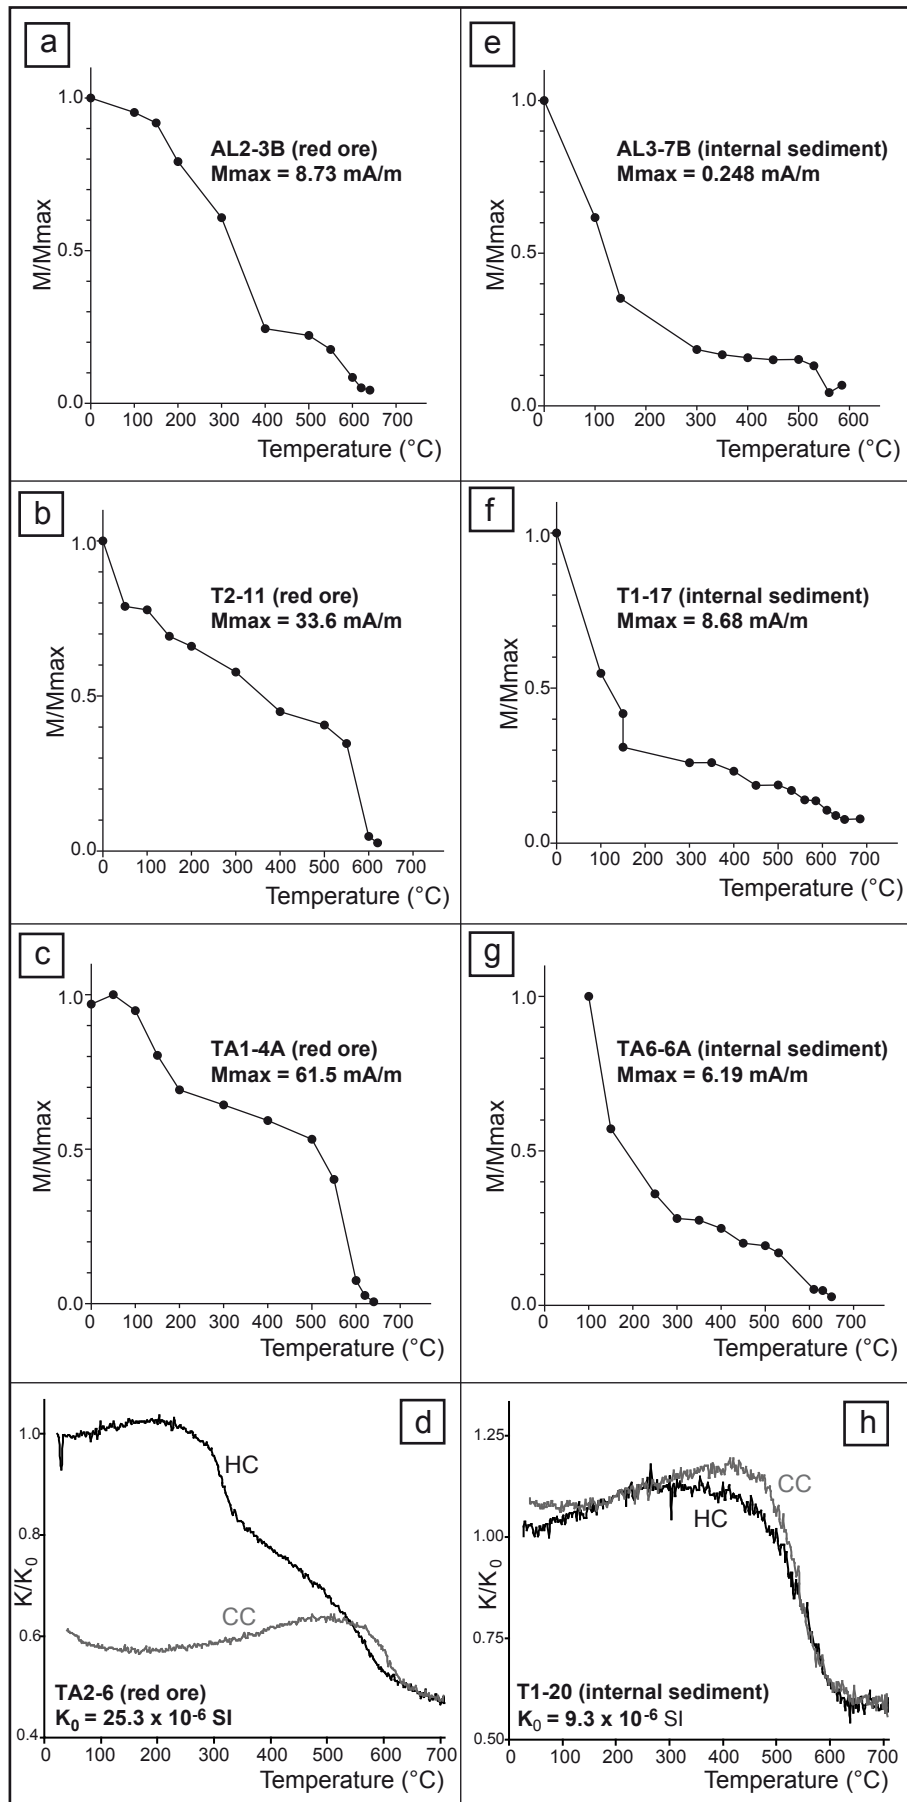 a
1.0
AL2-3B (red ore)
Mmax = 8.73 mA/m
M/Mmax
0.5
0.0
0 100 200 300 400 500 600 700
Temperature (°C)
b
1.0
T2-11 (red ore)
Mmax = 33.6 mA/m
M/Mmax
0.5
0.0
0 100 200 300 400 500 600 700
Temperature (°C)
c
1.0
TA1-4A (red ore)
Mmax = 61.5 mA/m
M/Mmax
0.5
0.0
0 100 200 300 400 500 600 700
Temperature (°C)
d
1.0
HC
0.8
K/K0
CC
0.6
TA2-6 (red ore)
K0 = 25.3 x 10-6 SI
0.4
0 100 200 300 400 500 600 700
Temperature (°C)
e
1.0
AL3-7B (internal sediment)
Mmax = 0.248 mA/m
M/Mmax
0.5
0.0
0 100 200 300 400 500 600
Temperature (°C)
f
1.0
T1-17 (internal sediment)
Mmax = 8.68 mA/m
M/Mmax
0.5
0.0
0 100 200 300 400 500 600 700
Temperature (°C)
g
1.0
TA6-6A (internal sediment)
Mmax = 6.19 mA/m
M/Mmax
0.5
0.0
0 100 200 300 400 500 600 700
Temperature (°C)
h
1.25
CC
HC
1.00
K/K0
0.75
T1-20 (internal sediment)
K0 = 9.3 x 10-6 SI
0.50
0 100 200 300 400 500 600 700
Temperature (°C)